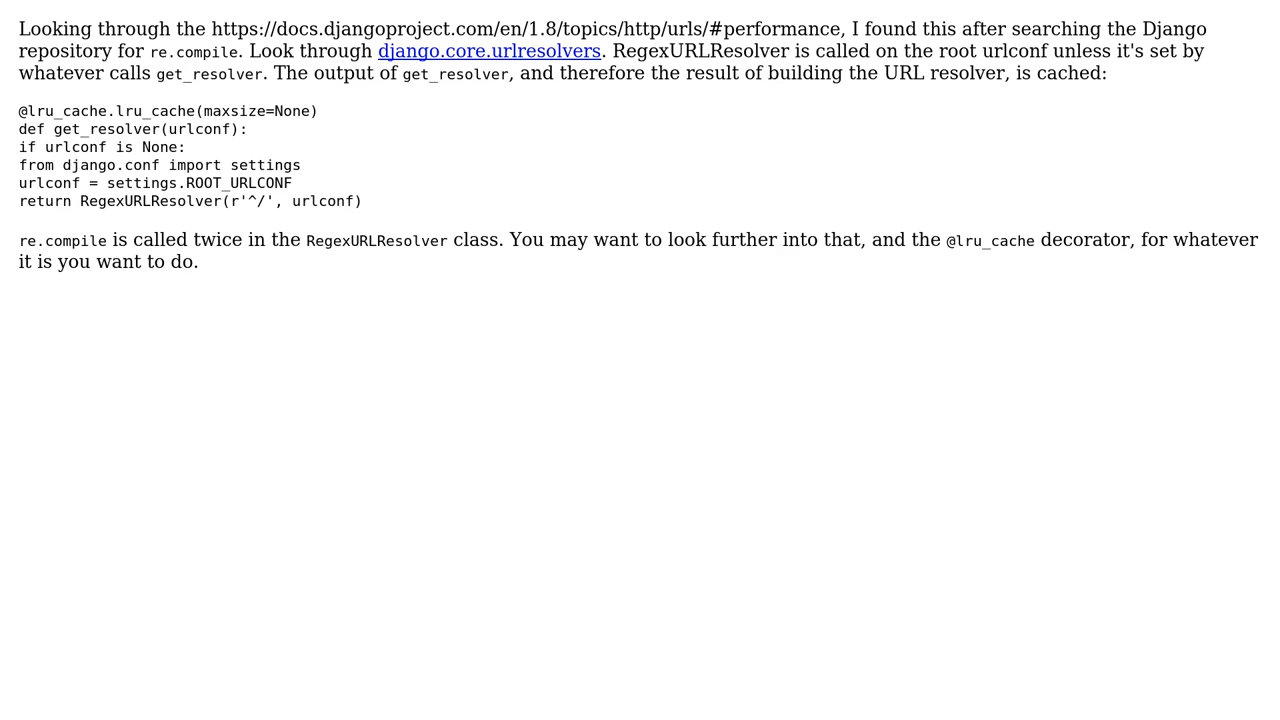 Looking through the https://docs.djangoproject.com/en/1.8/topics/http/urls/#performance, I found this after searching the Django
repository for re.compile. Look through django.core.urlresolvers. RegexURLResolver is called on the root urlconf unless it's set by
whatever calls get_resolver. The output of get_resolver, and therefore the result of building the URL resolver, is cached:
@lru_cache.lru_cache(maxsize=None)
def get_resolver(urlconf):
if urlconf is None:
from django.conf import settings
urlconf = settings.ROOT_URLCONF
return RegexURLResolver(r'^/', urlconf)
re.compile is called twice in the RegexURLResolver class. You may want to look further into that, and the @lru_cache decorator, for whatever
it is you want to do.